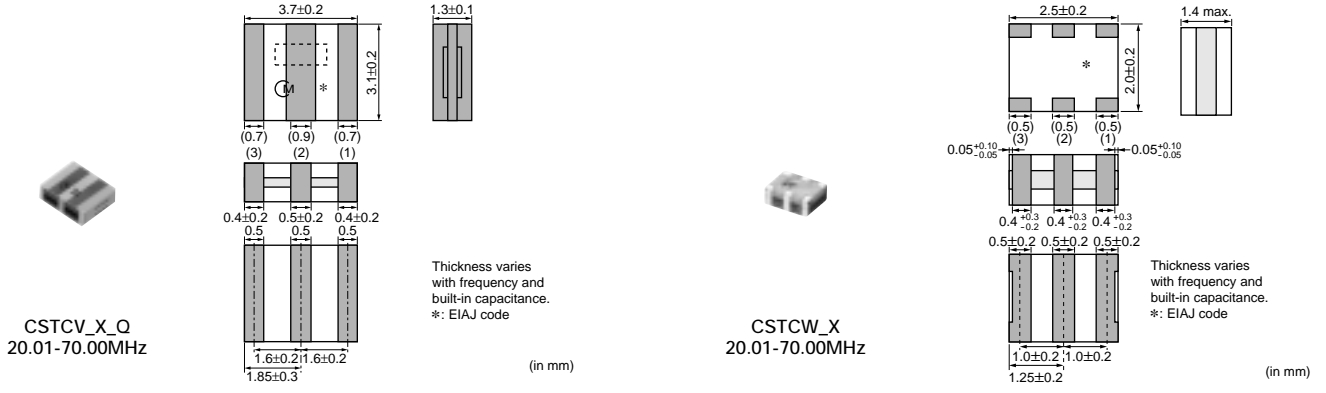 3.7±0.2
1.3±0.1
3.1±0.2
M
*
(0.7) (0.9) (0.7)
(3) (2) (1)
0.4±0.2 0.5±0.2 0.4±0.2
0.5 0.5 0.5
1.6±0.2 1.6±0.2
1.85±0.3
Thickness varies
with frequency and
built-in capacitance.
*: EIAJ code
CSTCV_X_Q
20.01-70.00MHz
(in mm)
2.5±0.2
1.4 max.
2.0±0.2
*
(0.5) (0.5) (0.5)
(3) (2) (1)
0.05 +0.10 -0.05 0.05 +0.10 -0.05
0.4 +0.3 -0.2 0.4 +0.3 -0.2 0.4 +0.3 -0.2
0.5±0.2 0.5±0.2 0.5±0.2
1.0±0.2 1.0±0.2
1.25±0.2
Thickness varies
with frequency and
built-in capacitance.
*: EIAJ code
CSTCW_X
20.01-70.00MHz
(in mm)